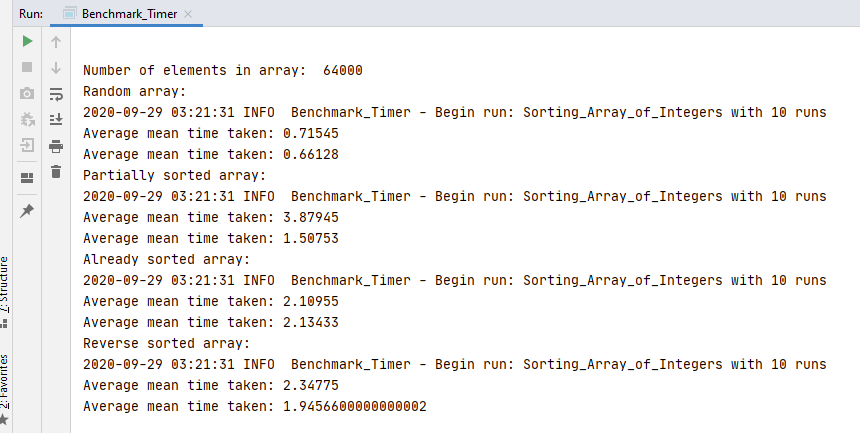 Run: Benchmark_Timer
Number of elements in array:  64000
Random array:
2020-09-29 03:21:31 INFO  Benchmark_Timer - Begin run: Sorting_Array_of_Integers with 10 runs
Average mean time taken: 0.71545
Average mean time taken: 0.66128
Partially sorted array:
2020-09-29 03:21:31 INFO  Benchmark_Timer - Begin run: Sorting_Array_of_Integers with 10 runs
Average mean time taken: 3.87945
Average mean time taken: 1.50753
Already sorted array:
2020-09-29 03:21:31 INFO  Benchmark_Timer - Begin run: Sorting_Array_of_Integers with 10 runs
Average mean time taken: 2.10955
Average mean time taken: 2.13433
Reverse sorted array:
2020-09-29 03:21:31 INFO  Benchmark_Timer - Begin run: Sorting_Array_of_Integers with 10 runs
Average mean time taken: 2.34775
Average mean time taken: 1.9456600000000002
7: Structure
2: Favorites